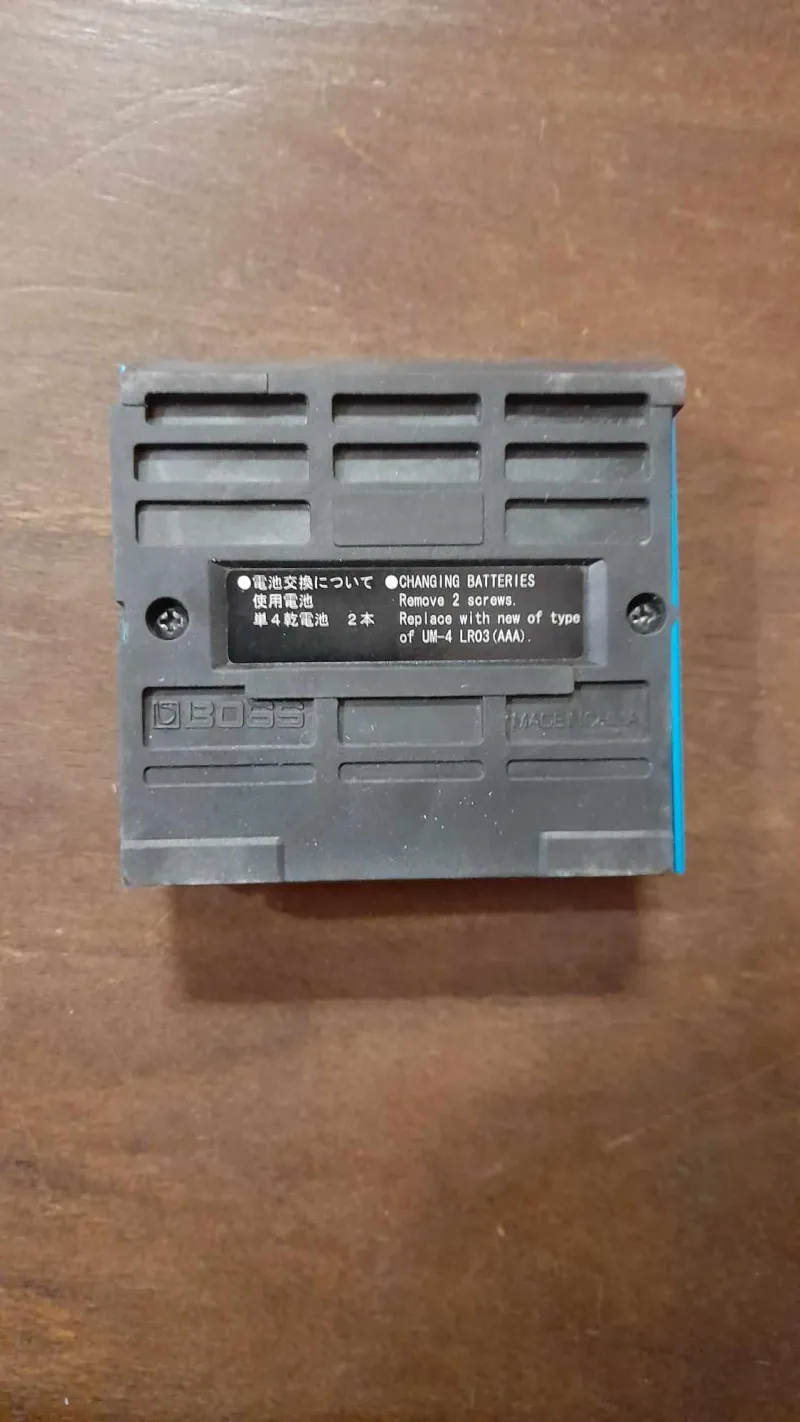 ●電池交換について
使用電池
単4乾電池 2本
●CHANGING BATTERIES
Remove 2 screws.
Replace with new of type
of UM-4 LR03(AAA).
BOSS
MADE IN